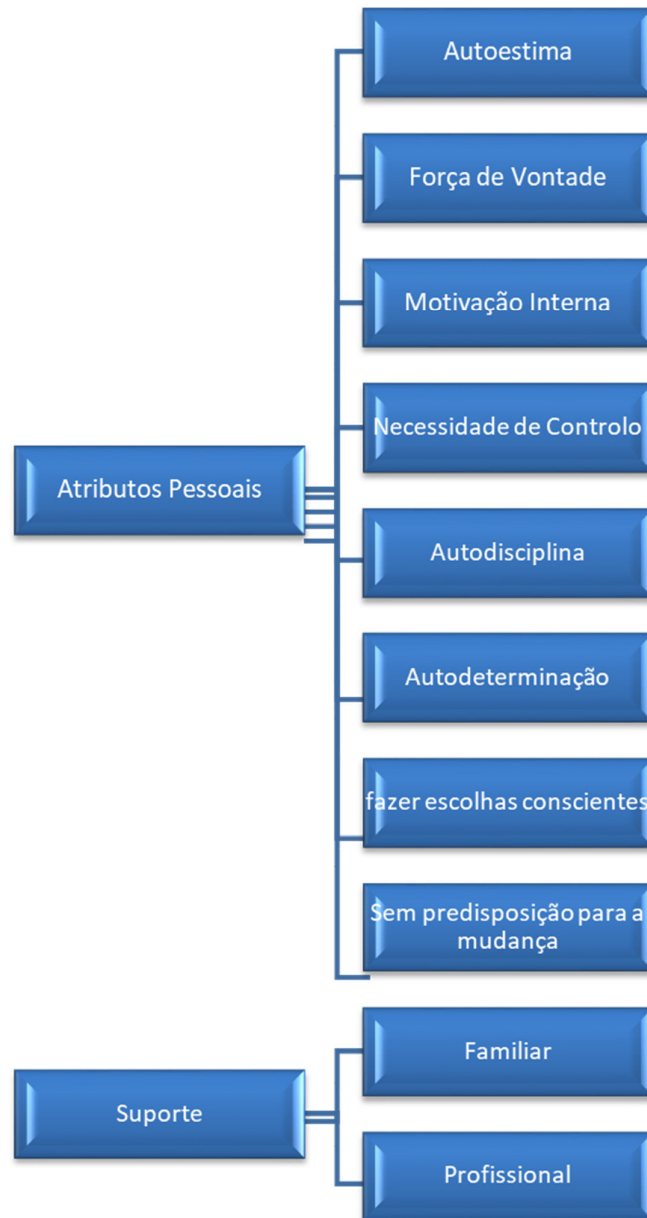 Atributos Pessoais
Autoestima
Força de Vontade
Motivação Interna
Necessidade de Controlo
Autodisciplina
Autodeterminação
fazer escolhas conscientes
Sem predisposição para a
mudança
Suporte
Familiar
Profissional